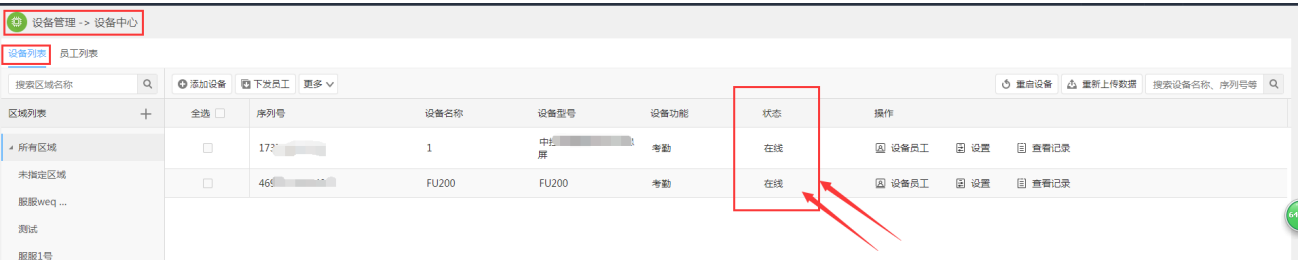 设备管理 -> 设备中心
设备列表 员工列表
搜索区域名称 添加设备 下发员工 更多 重启设备 重新上传数据 搜索设备名称、序列号等
区域列表 全选 序列号 设备名称 设备型号 设备功能 状态 操作
所有区域 173 1 中控 屏 考勤 在线 设备员工 设置 查看记录
未指定区域 469 FU200 FU200 考勤 在线 设备员工 设置 查看记录
服服weq ...
测试
服服1号
64